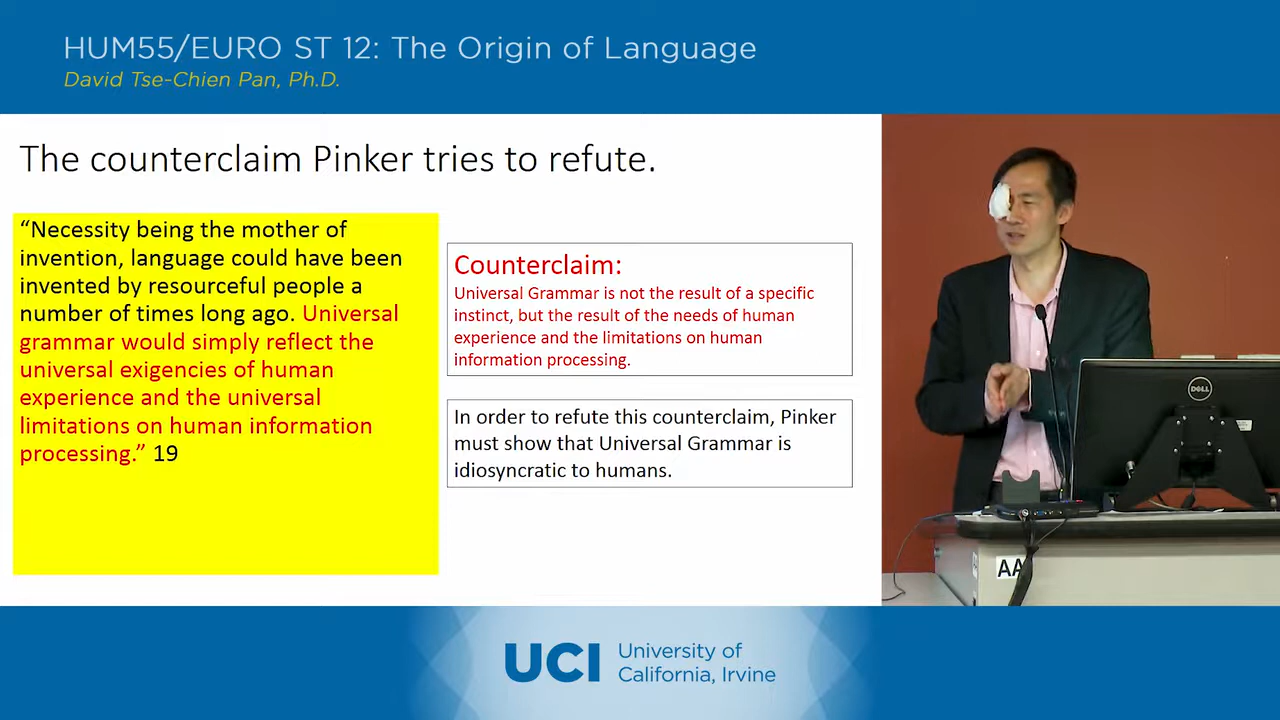 HUM55/EURO ST 12: The Origin of Language
David Tse-Chien Pan, Ph.D.
The counterclaim Pinker tries to refute.
“Necessity being the mother of
invention, language could have been
invented by resourceful people a
number of times long ago. Universal
grammar would simply reflect the
universal exigencies of human
experience and the universal
limitations on human information
processing.” 19
Counterclaim:
Universal Grammar is not the result of a specific
instinct, but the result of the needs of human
experience and the limitations on human
information processing.
In order to refute this counterclaim, Pinker
must show that Universal Grammar is
idiosyncratic to humans.
DELL
AA
UCI
University of
California, Irvine